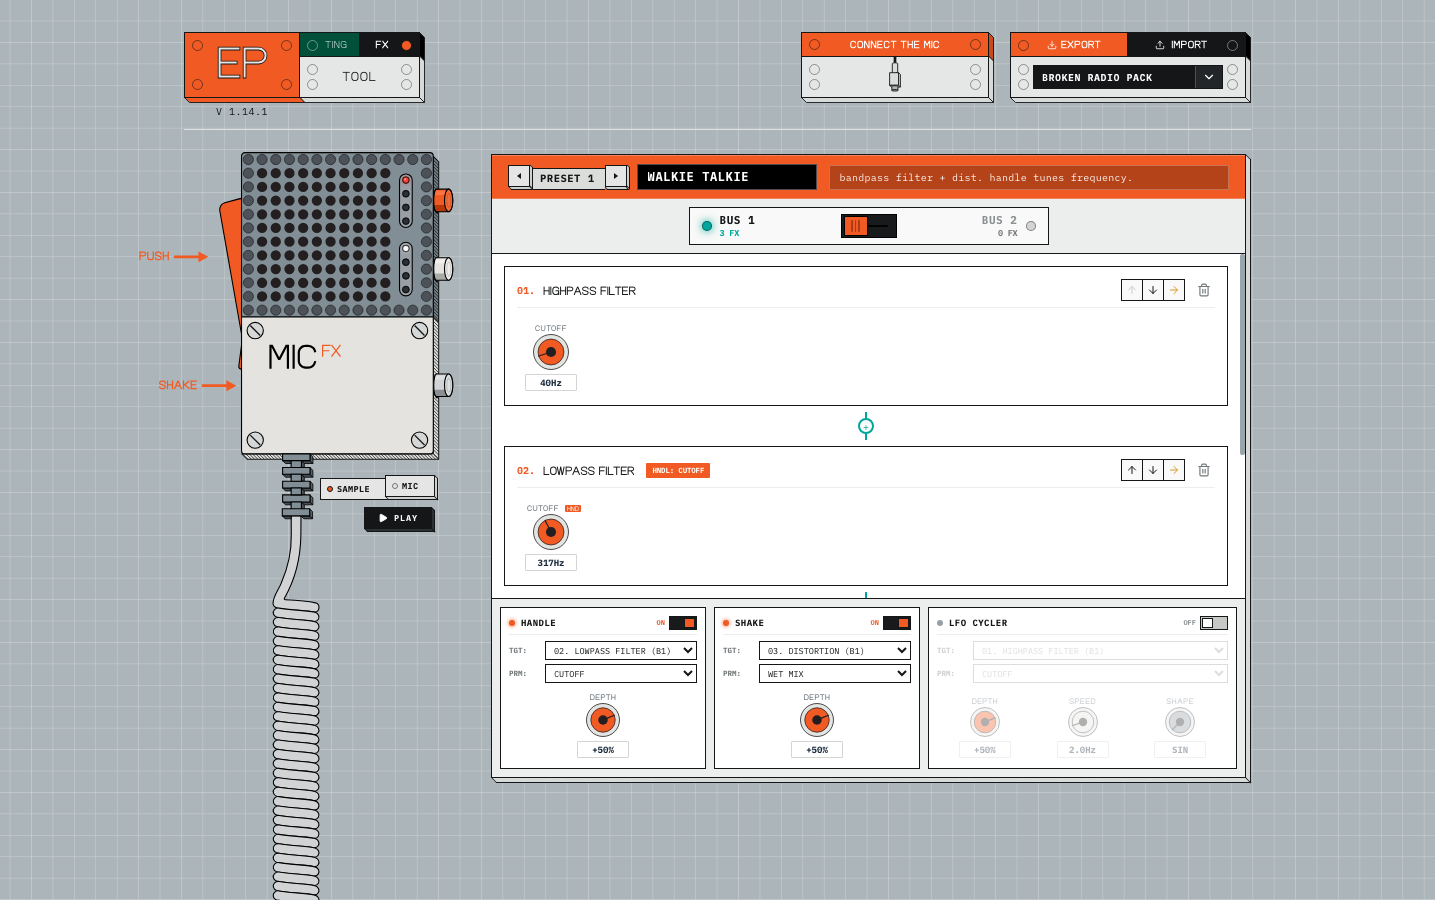 EP
TING
FX
TOOL
V 1.14.1
CONNECT THE MIC
EXPORT
IMPORT
BROKEN RADIO PACK
PRESET 1
WALKIE TALKIE
bandpass filter + dist. handle tunes frequency.
BUS 1
3 FX
BUS 2
0 FX
PUSH
SHAKE
MIC FX
SAMPLE
MIC
PLAY
01. HIGHPASS FILTER
CUTOFF
40Hz
02. LOWPASS FILTER HNDL: CUTOFF
CUTOFF HND
317Hz
HANDLE ON
TGT: 02. LOWPASS FILTER (B1)
PRM: CUTOFF
DEPTH
+50%
SHAKE ON
TGT: 03. DISTORTION (B1)
PRM: WET MIX
DEPTH
+50%
LFO CYCLER OFF
TGT: 01. HIGHPASS FILTER (B1)
PRM: CUTOFF
DEPTH SPEED SHAPE
+50% 2.0Hz SIN